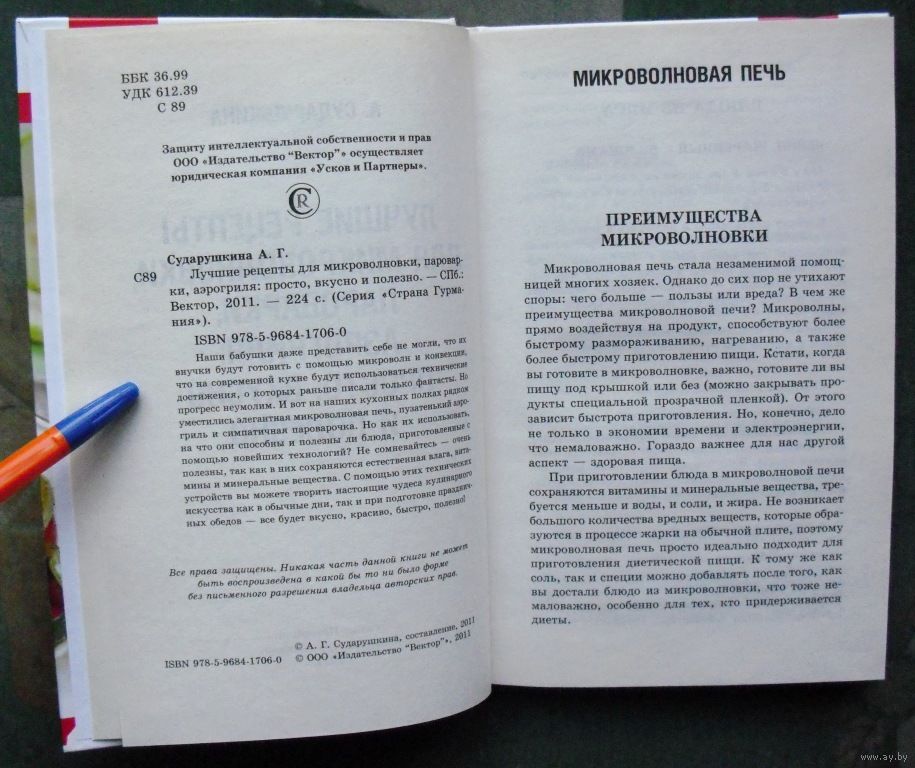 ББК 36.99
УДК 612.39
С 89
Защиту интеллектуальной собственности и прав
ООО «Издательство "Вектор"» осуществляет
юридическая компания «Усков и Партнеры».
CR
Сударушкина А. Г.
С89 Лучшие рецепты для микроволновки, паровар-
ки, аэрогриля: просто, вкусно и полезно. — СПб.:
Вектор, 2011. — 224 с. (Серия «Страна Гурма-
ния»).
ISBN 978-5-9684-1706-0
Наши бабушки даже представить себе не могли, что их
внучки будут готовить с помощью микроволн и конвекции,
что на современной кухне будут использоваться технические
достижения, о которых раньше писали только фантасты. Но
прогресс неумолим. И вот на наших кухонных полках рядком
уместились элегантная микроволновая печь, пузатенький аэро-
гриль и симпатичная пароварочка. Но как их использовать,
на что они способны и полезны ли блюда, приготовленные с
помощью новейших технологий? Не сомневайтесь — очень
полезны, так как в них сохраняются естественная влага, вита-
мины и минеральные вещества. С помощью этих технических
устройств вы можете творить настоящие чудеса кулинарного
искусства как в обычные дни, так и при подготовке празднич-
ных обедов — все будет вкусно, красиво, быстро, полезно!
Все права защищены. Никакая часть данной книги не может
быть воспроизведена в какой бы то ни было форме
без письменного разрешения владельца авторских прав.
© А. Г. Сударушкина, составление, 2011
ISBN 978-5-9684-1706-0 © ООО «Издательство "Вектор"», 2011
МИКРОВОЛНОВАЯ ПЕЧЬ
ПРЕИМУЩЕСТВА
МИКРОВОЛНОВКИ
Микроволновая печь стала незаменимой помощ-
ницей многих хозяек. Однако до сих пор не утихают
споры: чего больше — пользы или вреда? В чем же
преимущества микроволновой печи? Микроволны,
прямо воздействуя на продукт, способствуют более
быстрому размораживанию, нагреванию, а также
более быстрому приготовлению пищи. Кстати, когда
вы готовите в микроволновке, важно, готовите ли вы
пищу под крышкой или без (можно закрывать про-
дукты специальной прозрачной пленкой). От этого
зависит быстрота приготовления. Но, конечно, дело
не только в экономии времени и электроэнергии,
что немаловажно. Гораздо важнее для нас другой
аспект — здоровая пища.
При приготовлении блюда в микроволновой печи
сохраняются витамины и минеральные вещества, тре-
буется меньше и воды, и соли, и жира. Не возникает
большого количества вредных веществ, которые обра-
зуются в процессе жарки на обычной плите, поэтому
микроволновая печь просто идеально подходит для
приготовления диетической пищи. К тому же как
соль, так и специи можно добавлять после того, как
вы достали блюдо из микроволновки, что тоже не-
маловажно, особенно для тех, кто придерживается
диеты.
www.ay.by